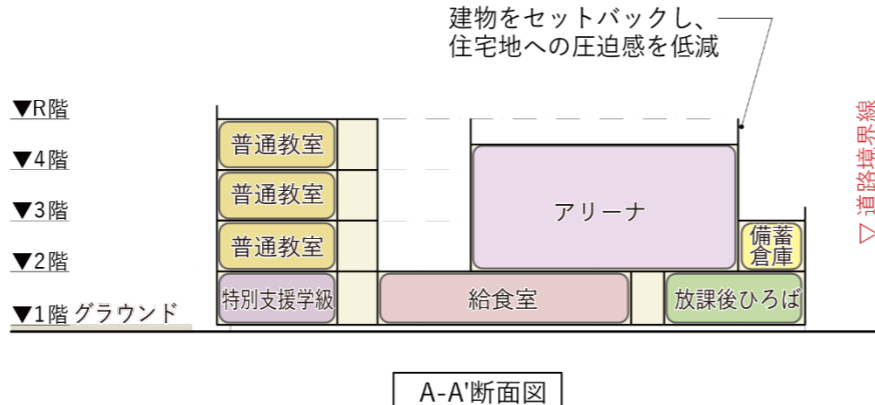 建物をセットバックし、
住宅地への圧迫感を低減
▼R階
▼4階
▼3階
▼2階
▼1階 グラウンド
普通教室
普通教室
普通教室
特別支援学級
アリーナ
備蓄
倉庫
給食室
放課後ひろば
▽ 道路境界線
A-A'断面図